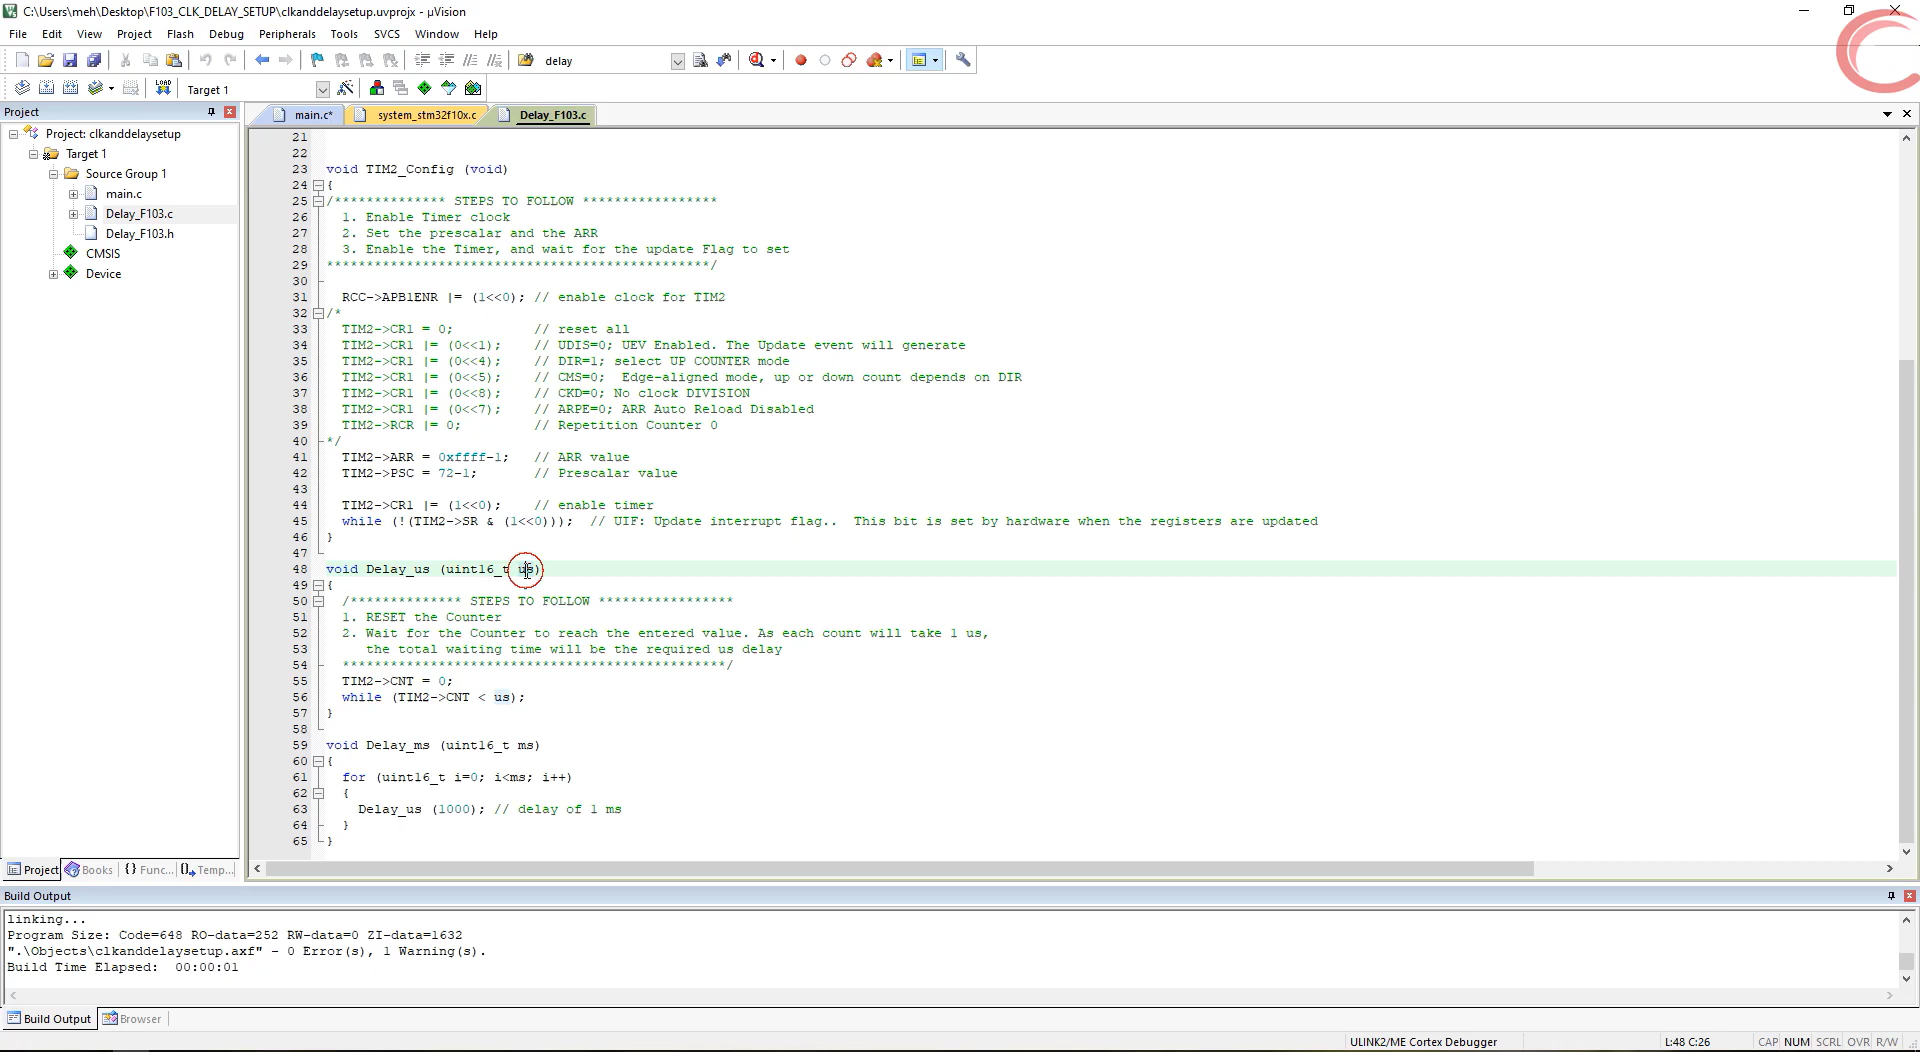 C:\Users\meh\Desktop\F103_CLK_DELAY_SETUP\clkanddelaysetup.uvprojx - µVision
File Edit View Project Flash Debug Peripherals Tools SVCS Window Help
delay
LOAD Target 1
Project
main.c* system_stm32f10x.c Delay_F103.c
Project: clkanddelaysetup
Target 1
Source Group 1
main.c
Delay_F103.c
Delay_F103.h
CMSIS
Device
21
22
23 void TIM2_Config (void)
24 {
25 /************** STEPS TO FOLLOW *****************
26 1. Enable Timer clock
27 2. Set the prescalar and the ARR
28 3. Enable the Timer, and wait for the update Flag to set
29 ************************************************/
30
31 RCC->APB1ENR |= (1<<0); // enable clock for TIM2
32 /*
33 TIM2->CR1 = 0; // reset all
34 TIM2->CR1 |= (0<<1); // UDIS=0; UEV Enabled. The Update event will generate
35 TIM2->CR1 |= (0<<4); // DIR=1; select UP COUNTER mode
36 TIM2->CR1 |= (0<<5); // CMS=0; Edge-aligned mode, up or down count depends on DIR
37 TIM2->CR1 |= (0<<8); // CKD=0; No clock DIVISION
38 TIM2->CR1 |= (0<<7); // ARPE=0; ARR Auto Reload Disabled
39 TIM2->RCR |= 0; // Repetition Counter 0
40 */
41 TIM2->ARR = 0xffff-1; // ARR value
42 TIM2->PSC = 72-1; // Prescalar value
43
44 TIM2->CR1 |= (1<<0); // enable timer
45 while (!(TIM2->SR & (1<<0))); // UIF: Update interrupt flag.. This bit is set by hardware when the registers are updated
46 }
47
48 void Delay_us (uint16_t us)
49 {
50 /************** STEPS TO FOLLOW *****************
51 1. RESET the Counter
52 2. Wait for the Counter to reach the entered value. As each count will take 1 us,
53 the total waiting time will be the required us delay
54 ************************************************/
55 TIM2->CNT = 0;
56 while (TIM2->CNT < us);
57 }
58
59 void Delay_ms (uint16_t ms)
60 {
61 for (uint16_t i=0; i<ms; i++)
62 {
63 Delay_us (1000); // delay of 1 ms
64 }
65 }
Project Books {} Func... Temp...
Build Output
linking...
Program Size: Code=648 RO-data=252 RW-data=0 ZI-data=1632
".\Objects\clkanddelaysetup.axf" - 0 Error(s), 1 Warning(s).
Build Time Elapsed: 00:00:01
Build Output Browser
ULINK2/ME Cortex Debugger L:48 C:26 CAP NUM SCRL OVR R/W